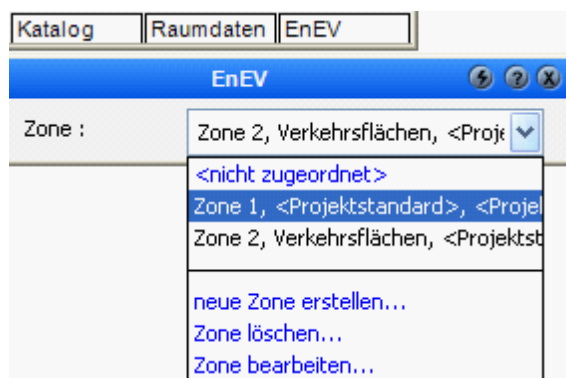 Katalog Raumdaten EnEV
EnEV
Zone : Zone 2, Verkehrsflächen, <Proje
<nicht zugeordnet>
Zone 1, <Projektstandard>, <Projel
Zone 2, Verkehrsflächen, <Projektst
neue Zone erstellen...
Zone löschen...
Zone bearbeiten...